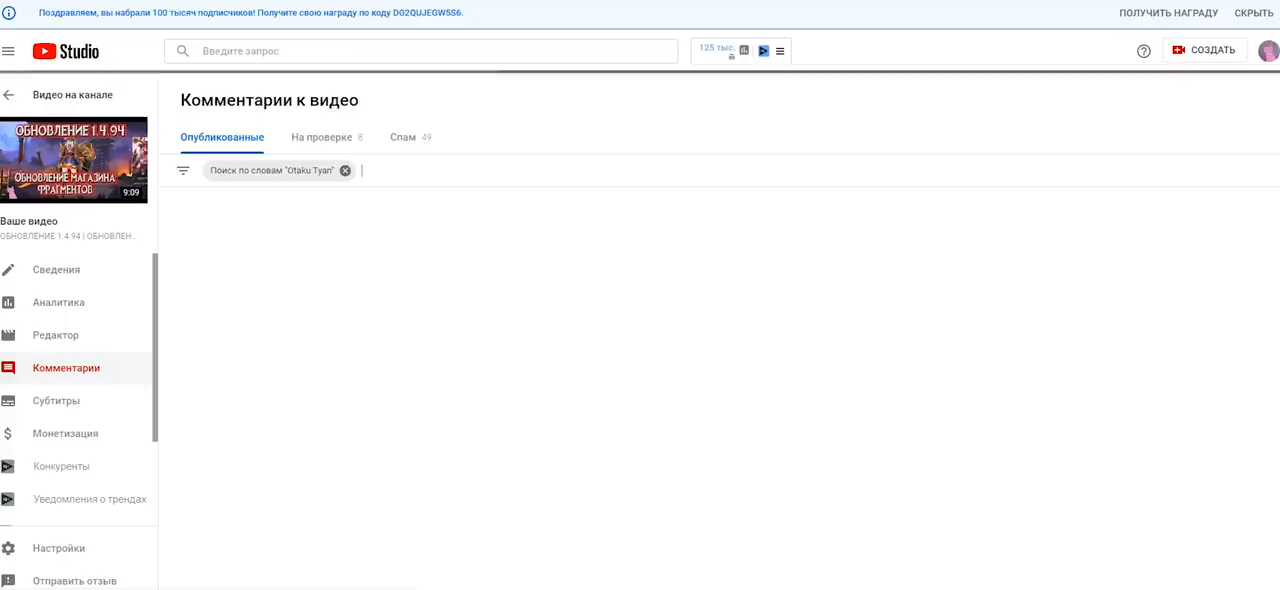 Поздравляем, вы набрали 100 тысяч подписчиков! Получите свою награду по коду DG2QUJEGW5S6.
ПОЛУЧИТЬ НАГРАДУ
СКРЫТЬ
Studio
Введите запрос
125 тыс.
СОЗДАТЬ
Видео на канале
ОБНОВЛЕНИЕ 1.4.94
ОБНОВЛЕНИЕ МАГАЗИНА
ФРАГМЕНТОВ
9:09
Ваше видео
ОБНОВЛЕНИЕ 1.4.94 | ОБНОВЛЕН...
Сведения
Аналитика
Редактор
Комментарии
Субтитры
Монетизация
Конкуренты
Уведомления о трендах
Настройки
Отправить отзыв
Комментарии к видео
Опубликованные
На проверке 8
Спам 49
Поиск по словам "Otaku Tyan"